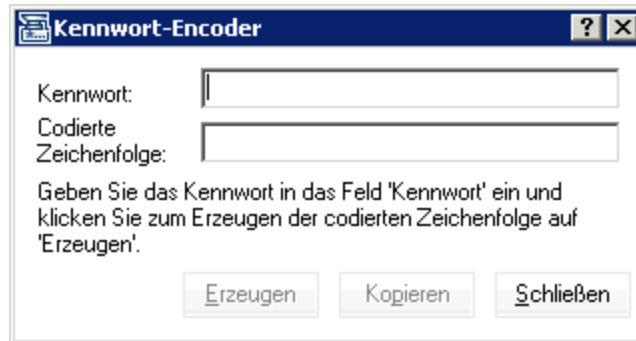 Kennwort-Encoder
Kennwort:
Codierte
Zeichenfolge:
Geben Sie das Kennwort in das Feld 'Kennwort' ein und
klicken Sie zum Erzeugen der codierten Zeichenfolge auf
'Erzeugen'.
Erzeugen Kopieren Schließen